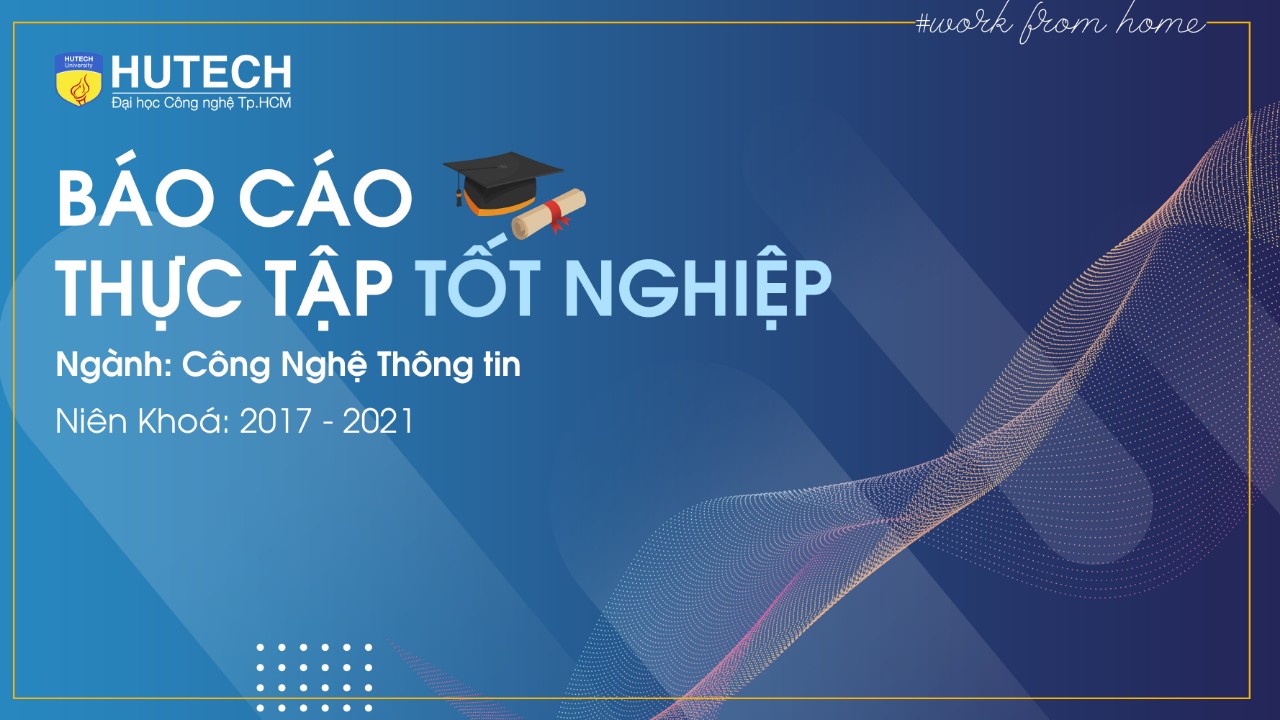 #work from home
HUTECH
University
HUTECH
Đại học Công nghệ Tp.HCM
BÁO CÁO
THỰC TẬP TỐT NGHIỆP
Ngành: Công Nghệ Thông tin
Niên Khoá: 2017 - 2021